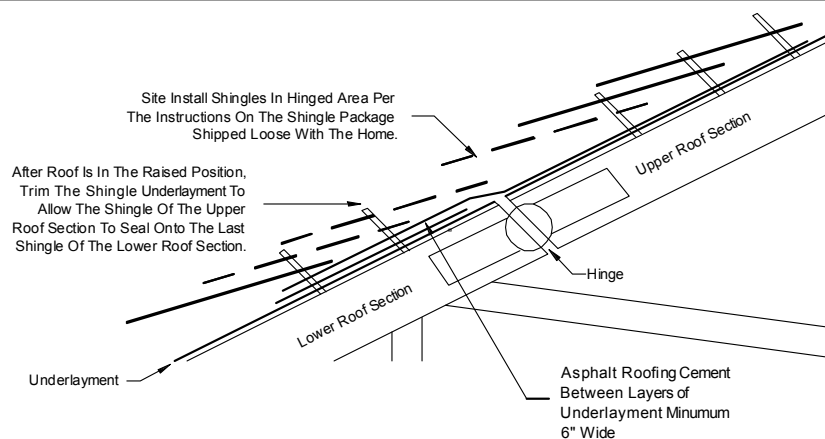 Site Install Shingles In Hinged Area Per
The Instructions On The Shingle Package
Shipped Loose With The Home.
After Roof Is In The Raised Position,
Trim The Shingle Underlayment To
Allow The Shingle Of The Upper
Roof Section To Seal Onto The Last
Shingle Of The Lower Roof Section.
Upper Roof Section
Hinge
Lower Roof Section
Underlayment
Asphalt Roofing Cement
Between Layers of
Underlayment Minumum
6" Wide